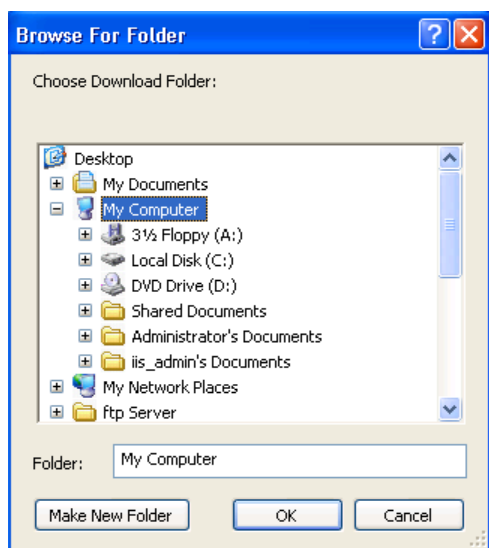 Browse For Folder
Choose Download Folder:
Desktop
My Documents
My Computer
3½ Floppy (A:)
Local Disk (C:)
DVD Drive (D:)
Shared Documents
Administrator's Documents
iis_admin's Documents
My Network Places
ftp Server
Folder: My Computer
Make New Folder OK Cancel